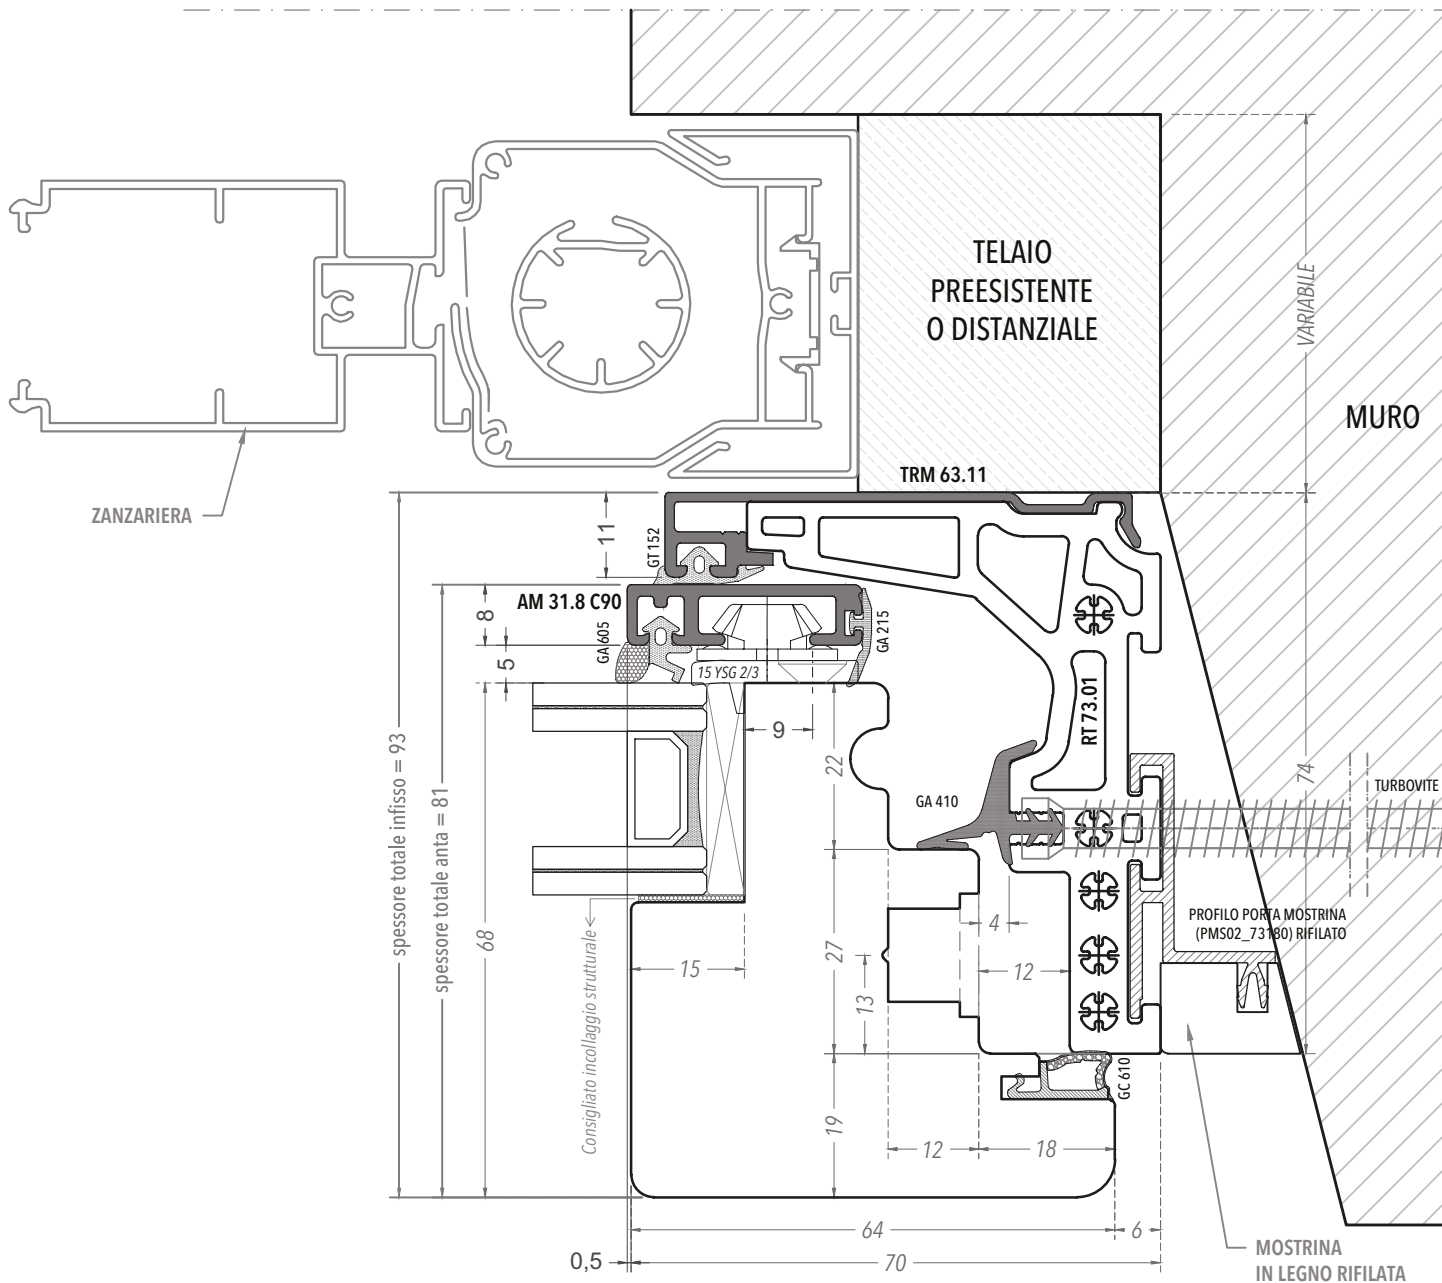 TELAIO
PREESISTENTE
O DISTANZIALE
VARIABILE
MURO
TRM 63.11
ZANZARIERA
11
GT 152
AM 31.8 C90
8
GA 605
GA 215
5
15 YSG 2/3
9
RT 73.01
22
GA 410
74
TURBOVITE
spessore totale infisso = 93
spessore totale anta = 81
68
PROFILO PORTA MOSTRINA
(PMS02_73180) RIFILATO
4
27
15
12
13
Consigliato incollaggio strutturale
GC 610
19
12
18
64
6
0,5
70
MOSTRINA
IN LEGNO RIFILATA